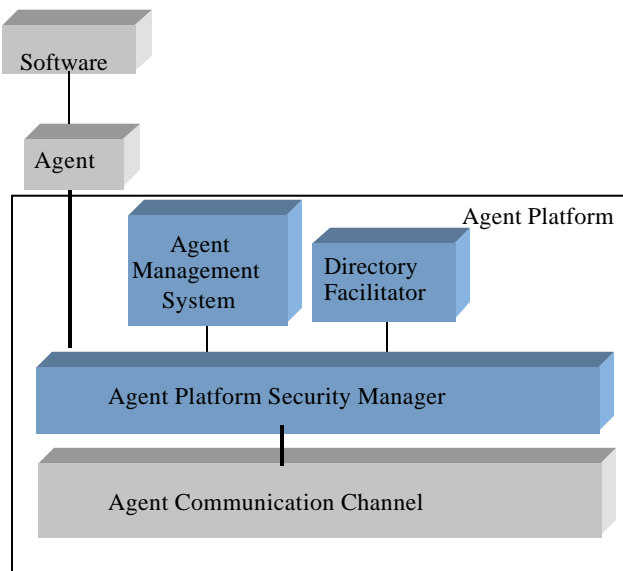 Software
Agent
Agent Platform
Agent
Management
System
Directory
Facilitator
Agent Platform Security Manager
Agent Communication Channel